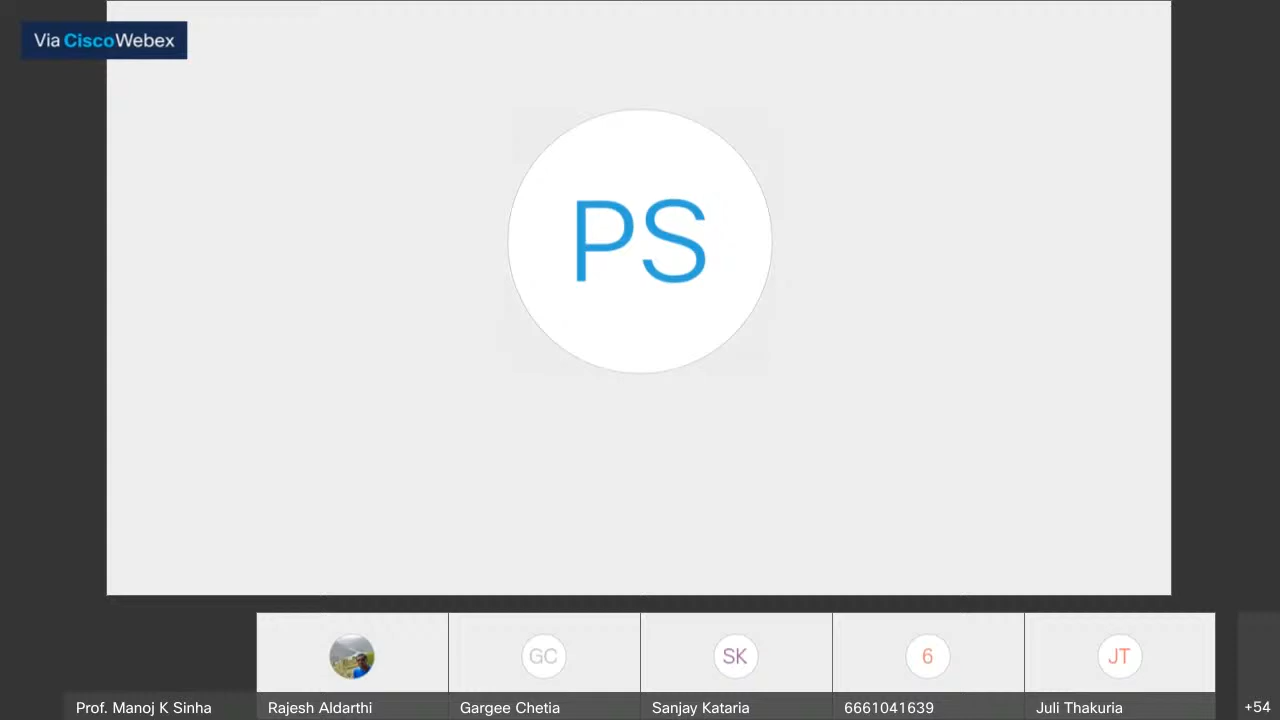 Via CiscoWebex
PS
GC
SK
6
JT
Prof. Manoj K Sinha
Rajesh Aldarthi
Gargee Chetia
Sanjay Kataria
6661041639
Juli Thakuria
+54